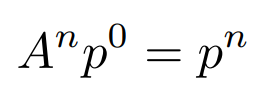 $A^n p^0 = p^n$